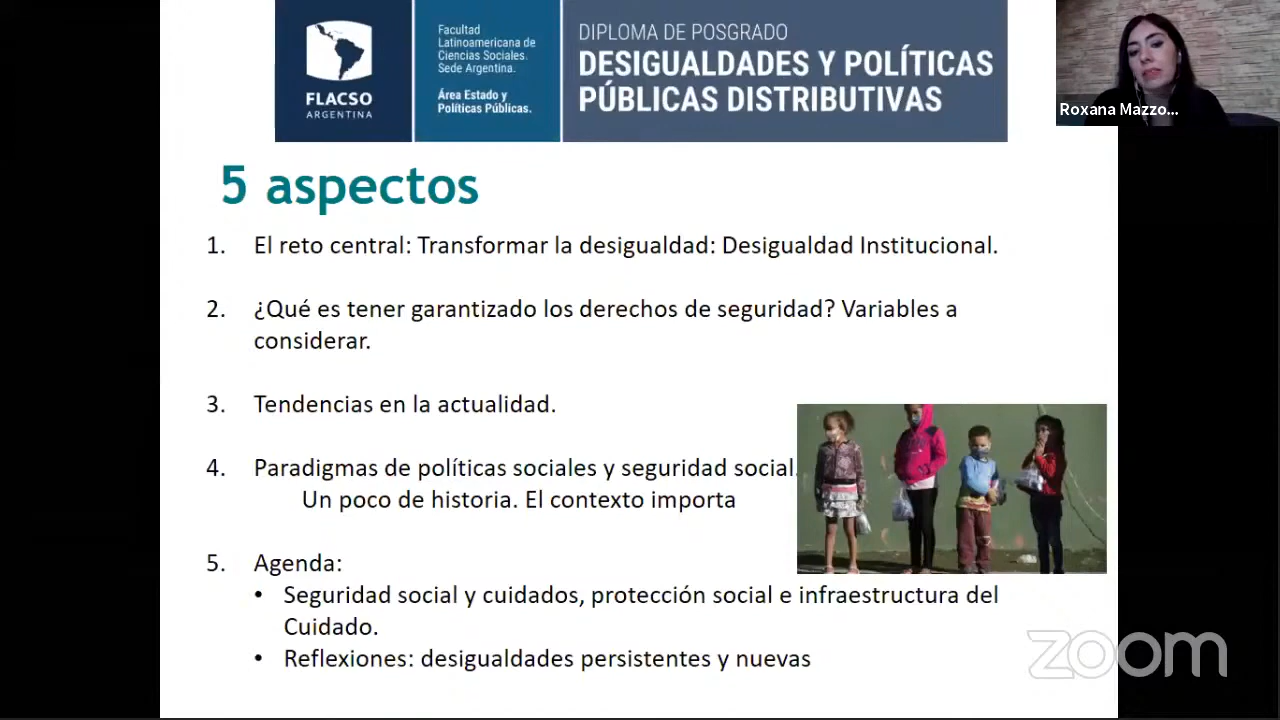 FLACSO
ARGENTINA
Facultad
Latinoamericana de
Ciencias Sociales.
Sede Argentina.
Área Estado y
Políticas Públicas.
DIPLOMA DE POSGRADO
DESIGUALDADES Y POLÍTICAS
PÚBLICAS DISTRIBUTIVAS
Roxana Mazzo...
5 aspectos
1. El reto central: Transformar la desigualdad: Desigualdad Institucional.
2. ¿Qué es tener garantizado los derechos de seguridad? Variables a
considerar.
3. Tendencias en la actualidad.
4. Paradigmas de políticas sociales y seguridad social.
Un poco de historia. El contexto importa
5. Agenda:
• Seguridad social y cuidados, protección social e infraestructura del
Cuidado.
• Reflexiones: desigualdades persistentes y nuevas
zoom